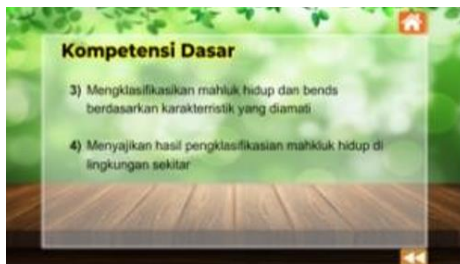 Kompetensi Dasar
3) Mengklasifikasikan mahluk hidup dan bends
berdasarkan karakterristik yang diamati
4) Menyajikan hasil pengklasifikasian mahkluk hidup di
lingkungan sekitar